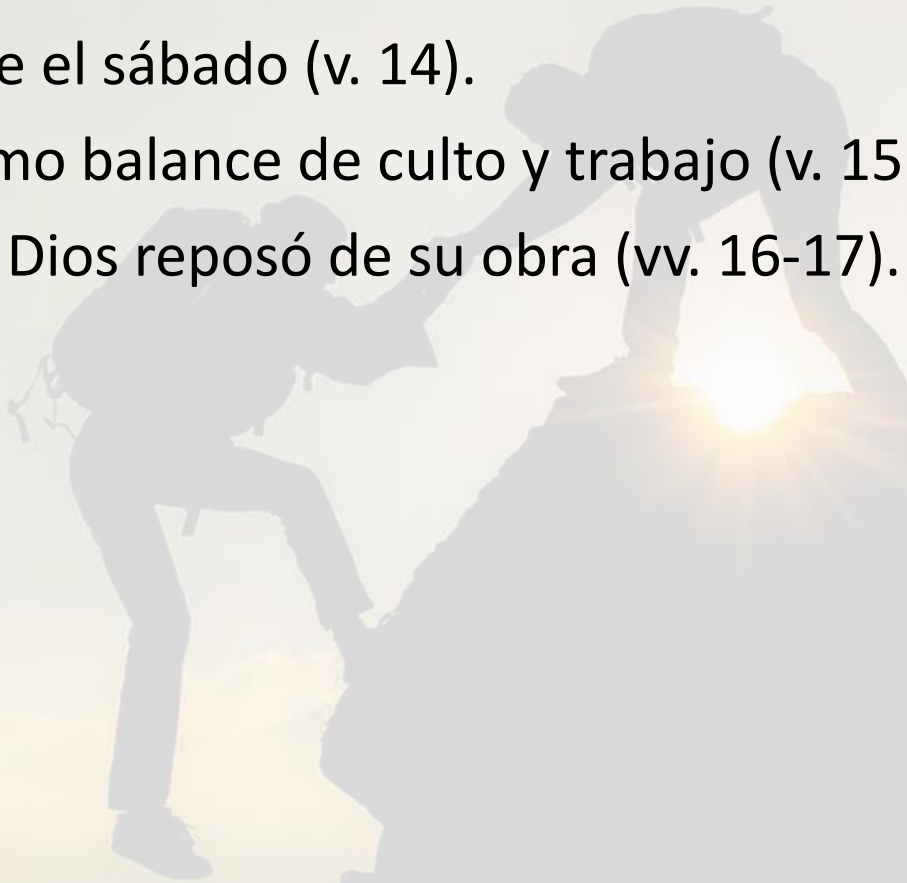 e el sábado (v. 14).
mo balance de culto y trabajo (v. 15
Dios reposó de su obra (vv. 16-17).